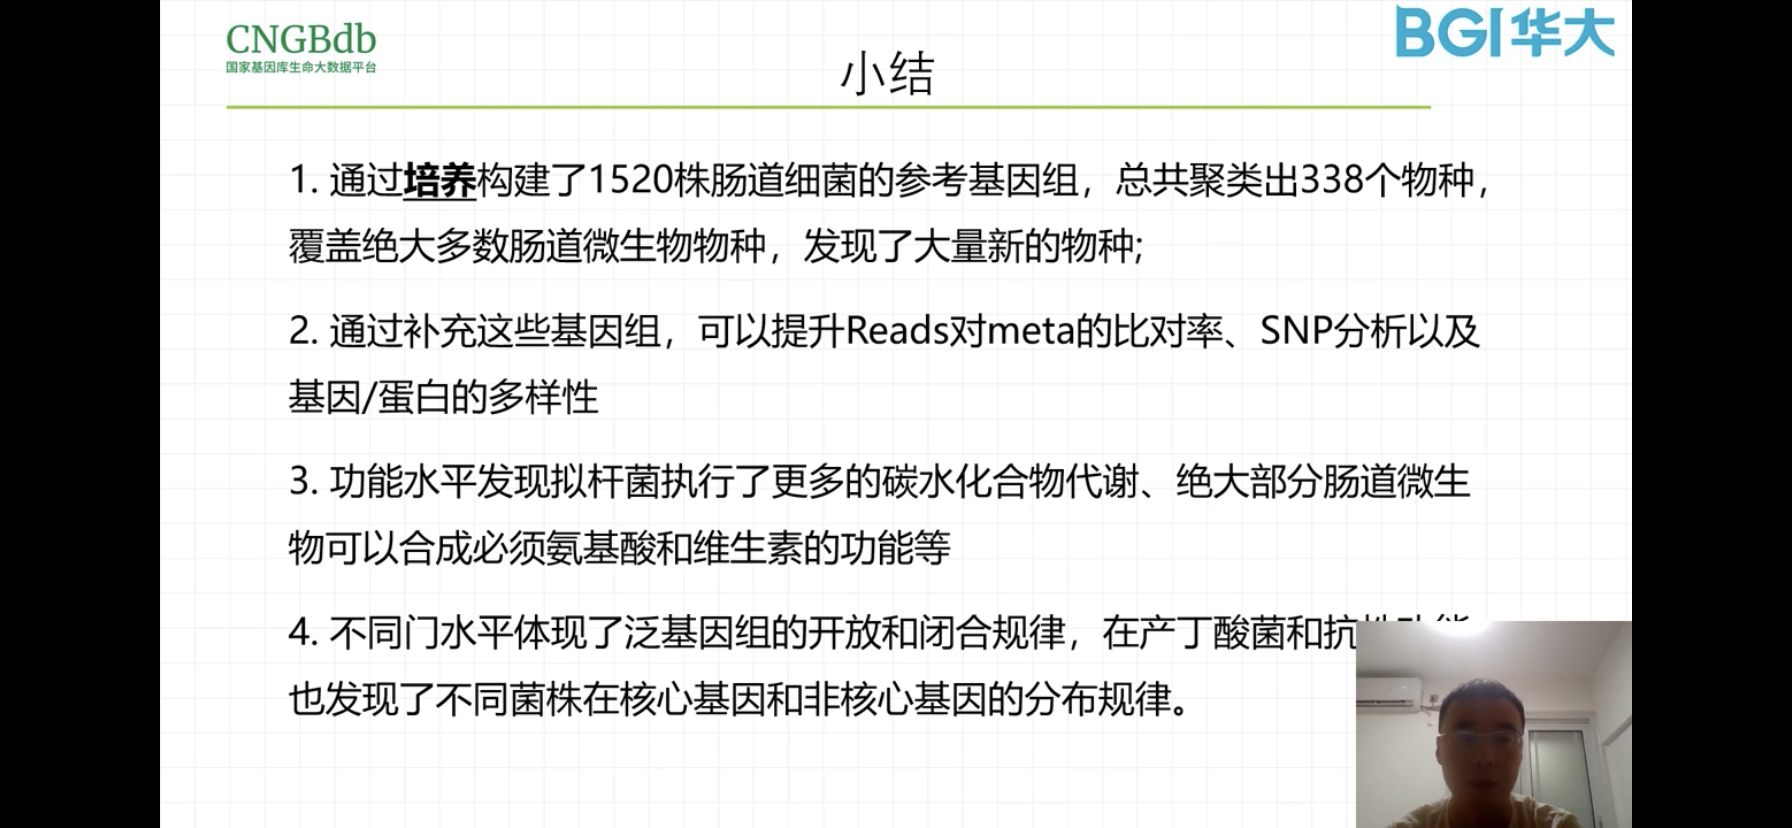 CNGBdb
国家基因库生命大数据平台
BGI华大
小结
1. 通过培养构建了1520株肠道细菌的参考基因组，总共聚类出338个物种，
覆盖绝大多数肠道微生物物种，发现了大量新的物种;
2. 通过补充这些基因组，可以提升Reads对meta的比对率、SNP分析以及
基因/蛋白的多样性
3. 功能水平发现拟杆菌执行了更多的碳水化合物代谢、绝大部分肠道微生
物可以合成必须氨基酸和维生素的功能等
4. 不同门水平体现了泛基因组的开放和闭合规律，在产丁酸菌和抗
也发现了不同菌株在核心基因和非核心基因的分布规律。